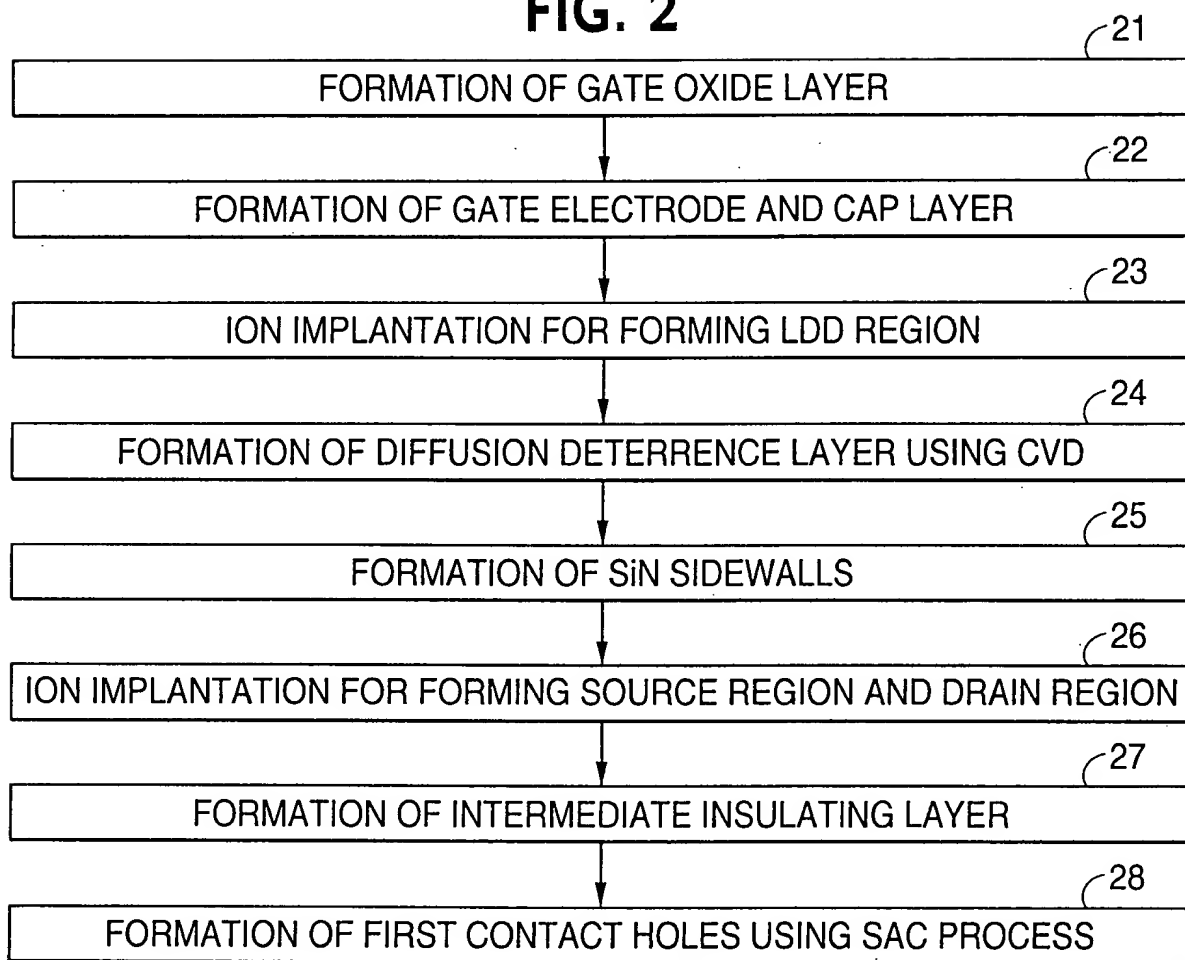 FIG. 2
21
FORMATION OF GATE OXIDE LAYER
22
FORMATION OF GATE ELECTRODE AND CAP LAYER
23
ION IMPLANTATION FOR FORMING LDD REGION
24
FORMATION OF DIFFUSION DETERRENCE LAYER USING CVD
25
FORMATION OF SiN SIDEWALLS
26
ION IMPLANTATION FOR FORMING SOURCE REGION AND DRAIN REGION
27
FORMATION OF INTERMEDIATE INSULATING LAYER
28
FORMATION OF FIRST CONTACT HOLES USING SAC PROCESS